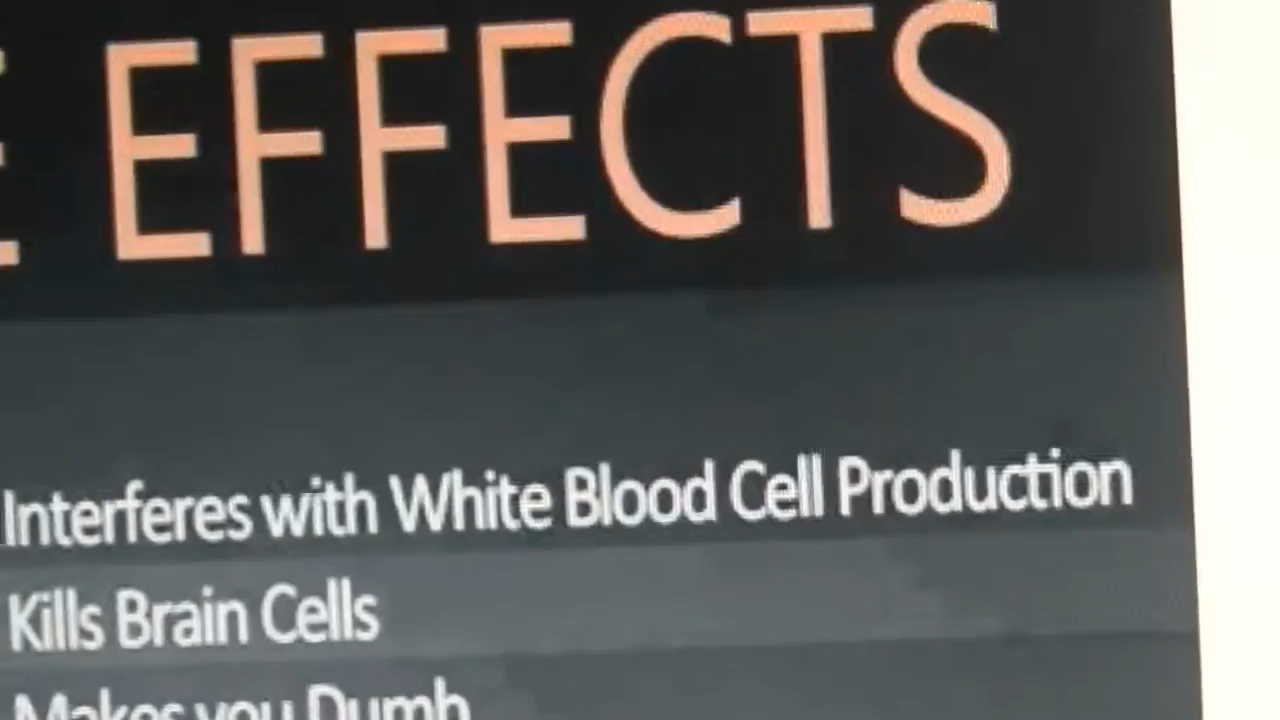 EFFECTS
Interferes with White Blood Cell Production
Kills Brain Cells
Makes you Dumb